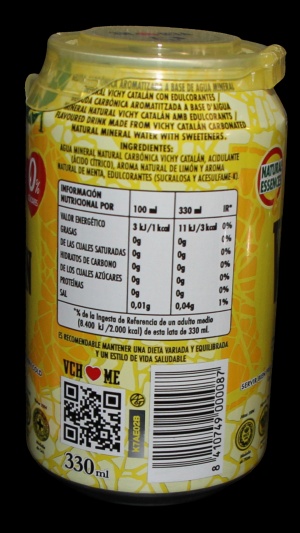 AROMATIZADA A BASE DE AGUA MINERAL
NATURAL VICHY CATALÁN CON EDULCORANTES
BEGUDA CARBÒNICA AROMATITZADA A BASE D'AIGUA
MINERAL NATURAL VICHY CATALÁN AMB EDULCORANTS
FLAVOURED DRINK MADE FROM VICHY CATALÁN CARBONATED
NATURAL MINERAL WATER WITH SWEETENERS.
INGREDIENTES:
AGUA MINERAL NATURAL CARBÓNICA VICHY CATALÁN, ACIDULANTE
(ÁCIDO CÍTRICO), AROMA NATURAL DE LIMÓN Y AROMA
NATURAL DE MENTA, EDULCORANTES (SUCRALOSA Y ACESULFAME-K)
0%
NATURAL
ESSENCES
INFORMACIÓN
NUTRICIONAL POR 100 ml 330 ml IR*
VALOR ENERGÉTICO 3 kJ/1 kcal 11 kJ/3 kcal 0%
GRASAS 0g 0g 0%
DE LAS CUALES SATURADAS 0g 0g 0%
HIDRATOS DE CARBONO 0g 0g 0%
DE LOS CUALES AZÚCARES 0g 0g 0%
PROTEÍNAS 0g 0g 0%
SAL 0,01g 0,04g 1%
*% de la Ingesta de Referencia de un adulto medio
(8.400 kJ /2.000 kcal) de esta lata de 330 ml.
ES RECOMENDABLE MANTENER UNA DIETA VARIADA Y EQUILIBRADA
Y UN ESTILO DE VIDA SALUDABLE
VCH ❤ ME
K7AE02B
330 ml
8 410749 000087